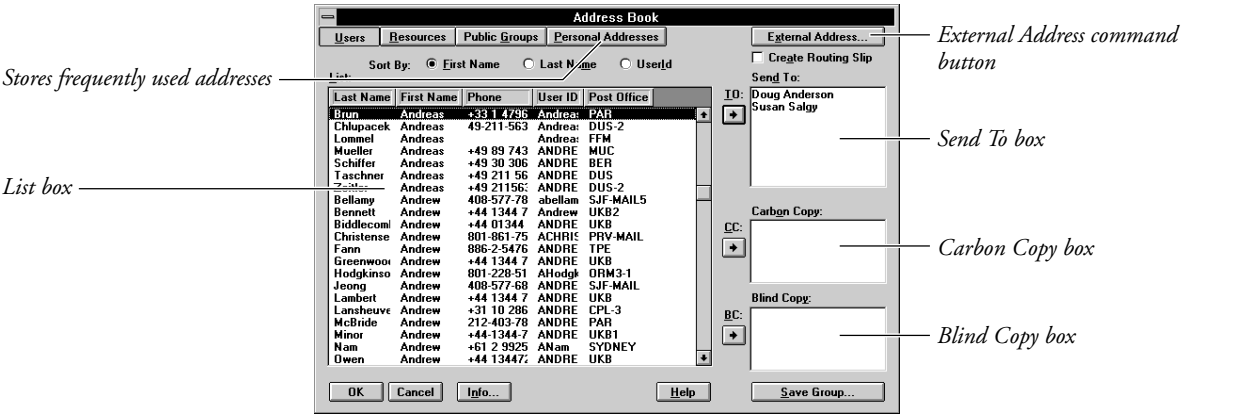 Address Book
Users Resources Public Groups Personal Addresses External Address...
External Address command button
Stores frequently used addresses
Sort By: First Name Last Name UserId
Create Routing Slip
List:
Send To:
Last Name First Name Phone User ID Post Office
TO:
Doug Anderson
Susan Salgy
Brun Andreas +33 1 4796 Andrea: PAR
Chlupacek Andreas 49-211-563 Andrea: DUS-2
Lommel Andreas Andrea: FFM
Mueller Andreas +49 89 743 ANDRE MUC
Schiffer Andreas +49 30 306 ANDRE BER
Taschner Andreas +49 211 56 ANDRE DUS
Zeitler Andreas +49 21156: ANDRE DUS-2
Bellamy Andrew 408-577-78 abellam SJF-MAIL5
Bennett Andrew +44 1344 7 Andrew UKB2
Biddlecoml Andrew +44 01344 ANDRE UKB
Christense Andrew 801-861-75 ACHRIS PRV-MAIL
Fann Andrew 886-2-5476 ANDRE TPE
Greenwoo Andrew +44 1344 7 ANDRE UKB
Hodgkinso Andrew 801-228-51 AHodgk ORM3-1
Jeong Andrew 408-577-68 ANDRE SJF-MAIL
Lambert Andrew +44 1344 7 ANDRE UKB
Lansheuve Andrew +31 10 286 ANDRE CPL-3
McBride Andrew 212-403-78 ANDRE PAR
Minor Andrew +44-1344-7 ANDRE UKB1
Nam Andrew +61 2 9925 ANam SYDNEY
Owen Andrew +44 13447: ANDRE UKB
Send To box
List box
Carbon Copy:
CC:
Carbon Copy box
Blind Copy:
BC:
Blind Copy box
OK Cancel Info... Help Save Group...